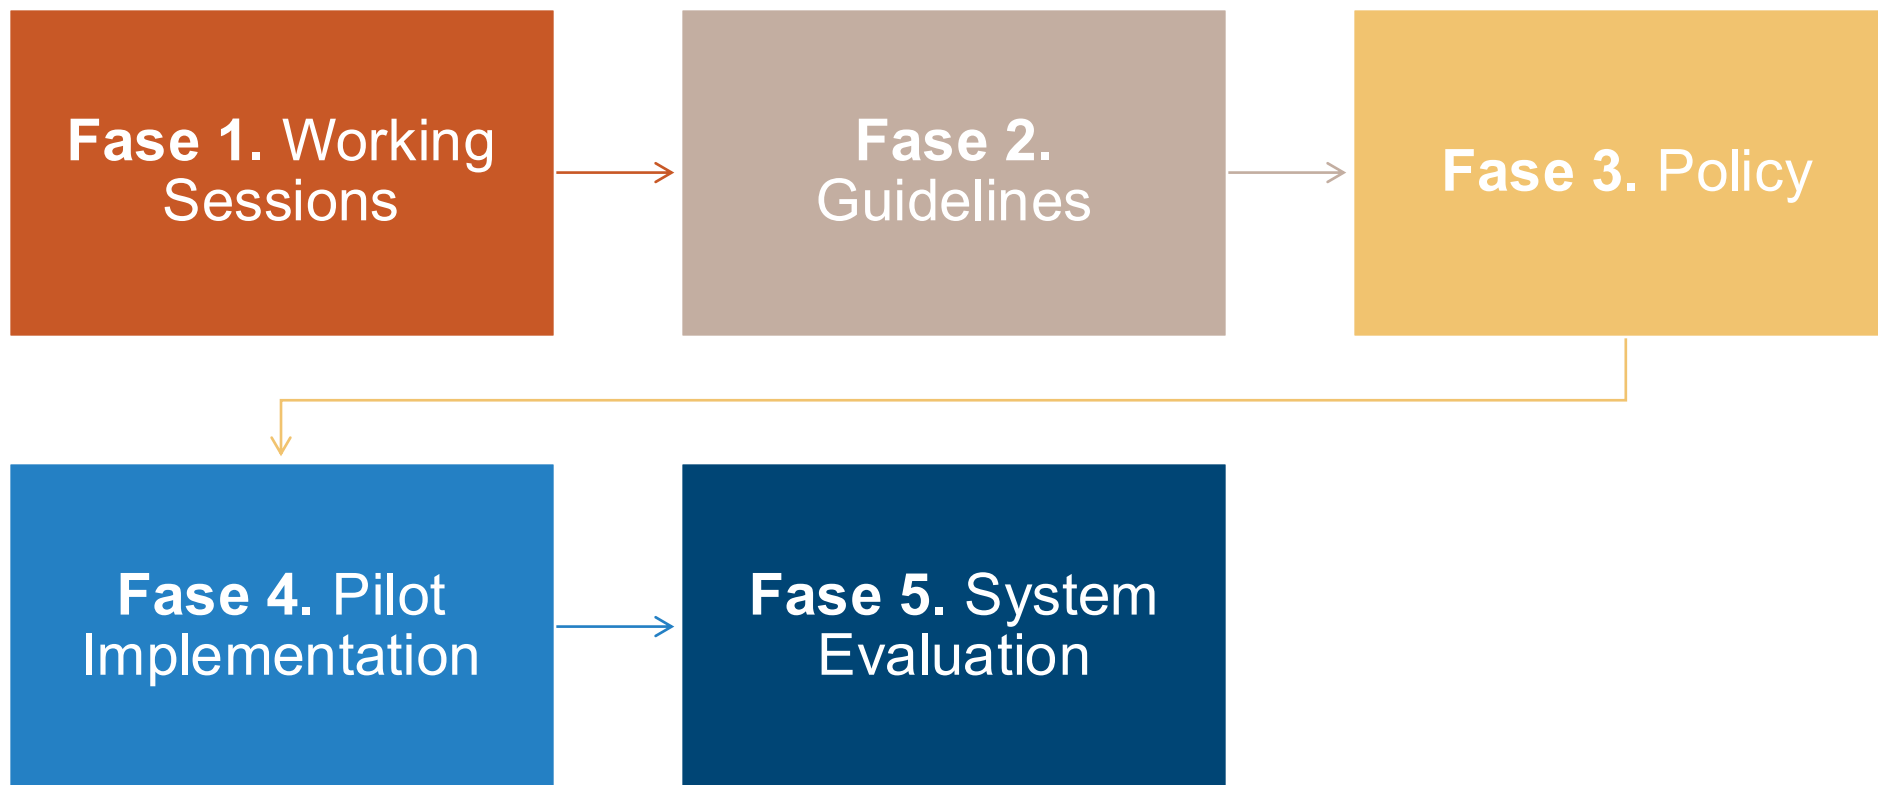 Fase 1. Working
Sessions
Fase 2.
Guidelines
Fase 3. Policy
Fase 4. Pilot
Implementation
Fase 5. System
Evaluation